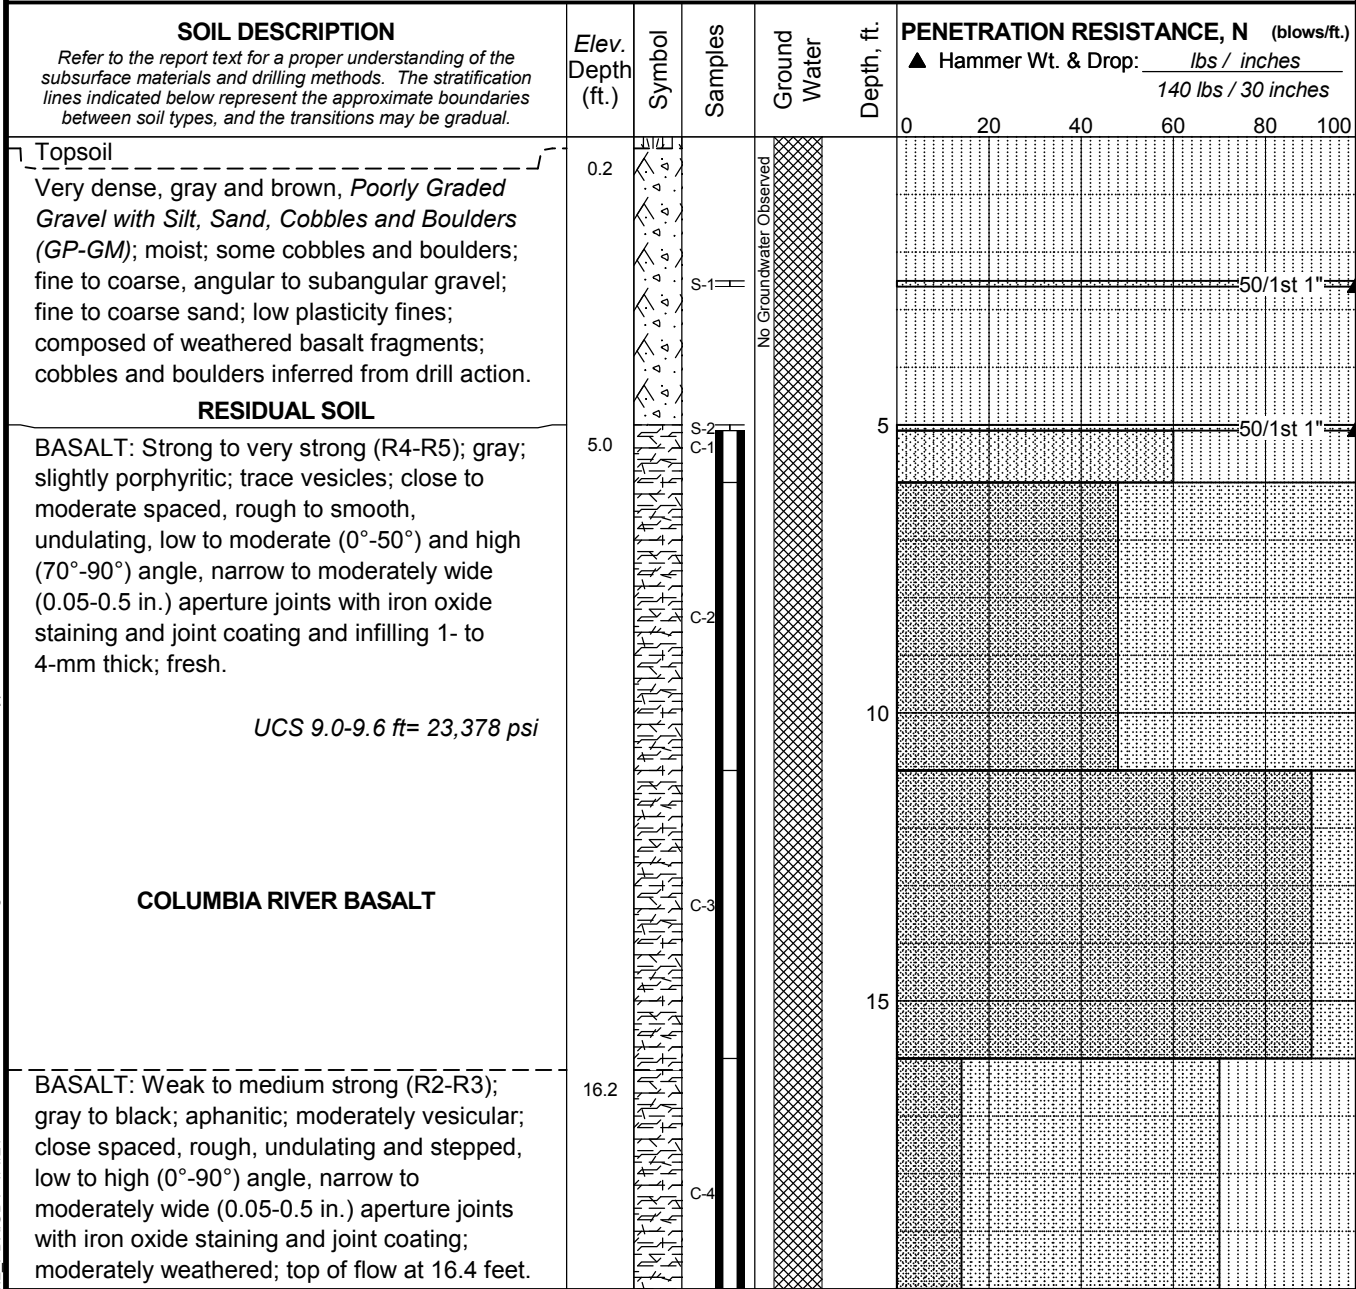 SOIL DESCRIPTION
Refer to the report text for a proper understanding of the
subsurface materials and drilling methods. The stratification
lines indicated below represent the approximate boundaries
between soil types, and the transitions may be gradual.
Elev.
Depth
(ft.)
Symbol
Samples
Ground
Water
Depth, ft.
PENETRATION RESISTANCE, N (blows/ft.)
▲ Hammer Wt. & Drop: lbs / inches
140 lbs / 30 inches
0 20 40 60 80 100
Topsoil
0.2
Very dense, gray and brown, Poorly Graded
Gravel with Silt, Sand, Cobbles and Boulders
(GP-GM); moist; some cobbles and boulders;
fine to coarse, angular to subangular gravel;
fine to coarse sand; low plasticity fines;
composed of weathered basalt fragments;
cobbles and boulders inferred from drill action.
RESIDUAL SOIL
S-1
No Groundwater Observed
50/1st 1"
S-2
5
50/1st 1"
5.0
C-1
BASALT: Strong to very strong (R4-R5); gray;
slightly porphyritic; trace vesicles; close to
moderate spaced, rough to smooth,
undulating, low to moderate (0°-50°) and high
(70°-90°) angle, narrow to moderately wide
(0.05-0.5 in.) aperture joints with iron oxide
staining and joint coating and infilling 1- to
4-mm thick; fresh.
C-2
UCS 9.0-9.6 ft= 23,378 psi
10
COLUMBIA RIVER BASALT
C-3
15
BASALT: Weak to medium strong (R2-R3);
gray to black; aphanitic; moderately vesicular;
close spaced, rough, undulating and stepped,
low to high (0°-90°) angle, narrow to
moderately wide (0.05-0.5 in.) aperture joints
with iron oxide staining and joint coating;
moderately weathered; top of flow at 16.4 feet.
16.2
C-4